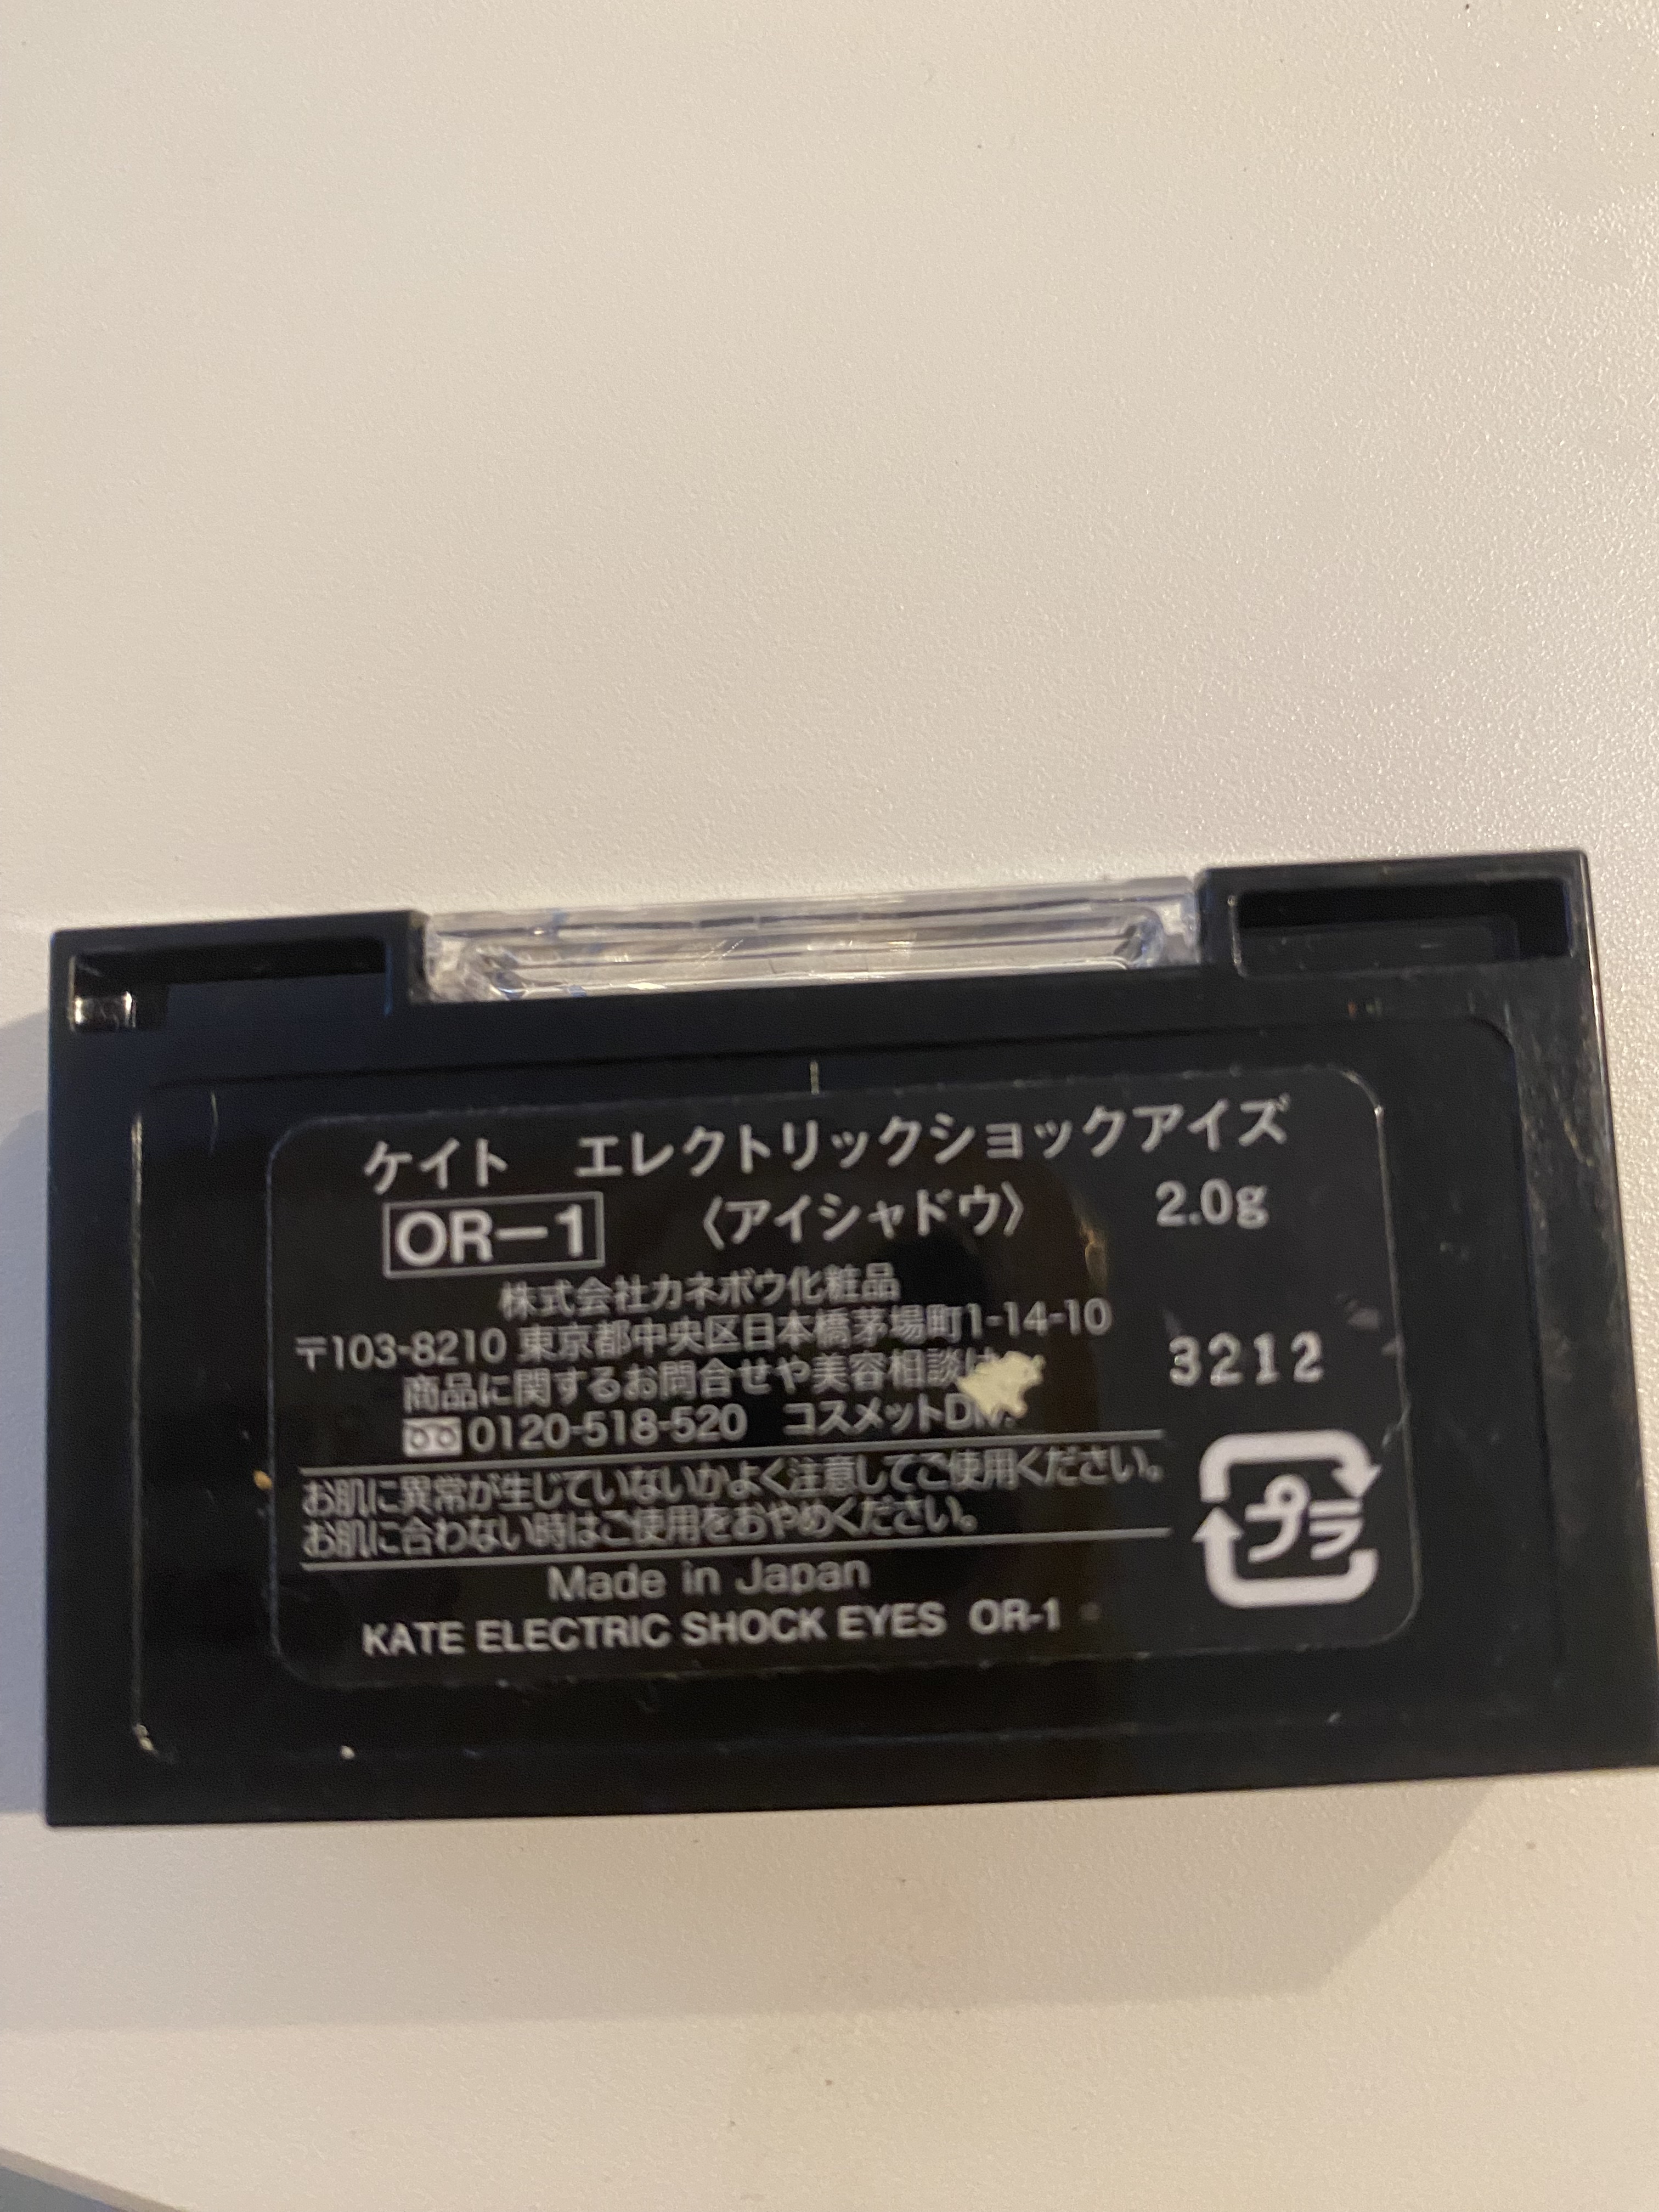 ケイト エレクトリックショックアイズ
OR-1 〈アイシャドウ〉 2.0g
株式会社カネボウ化粧品
〒103-8210 東京都中央区日本橋茅場町1-14-10
商品に関するお問合せや美容相談は
0120-518-520 コスメット
3212
お肌に異常が生じていないかよく注意してご使用ください。
お肌に合わない時はご使用をおやめください。
プラ
Made in Japan
KATE ELECTRIC SHOCK EYES OR-1